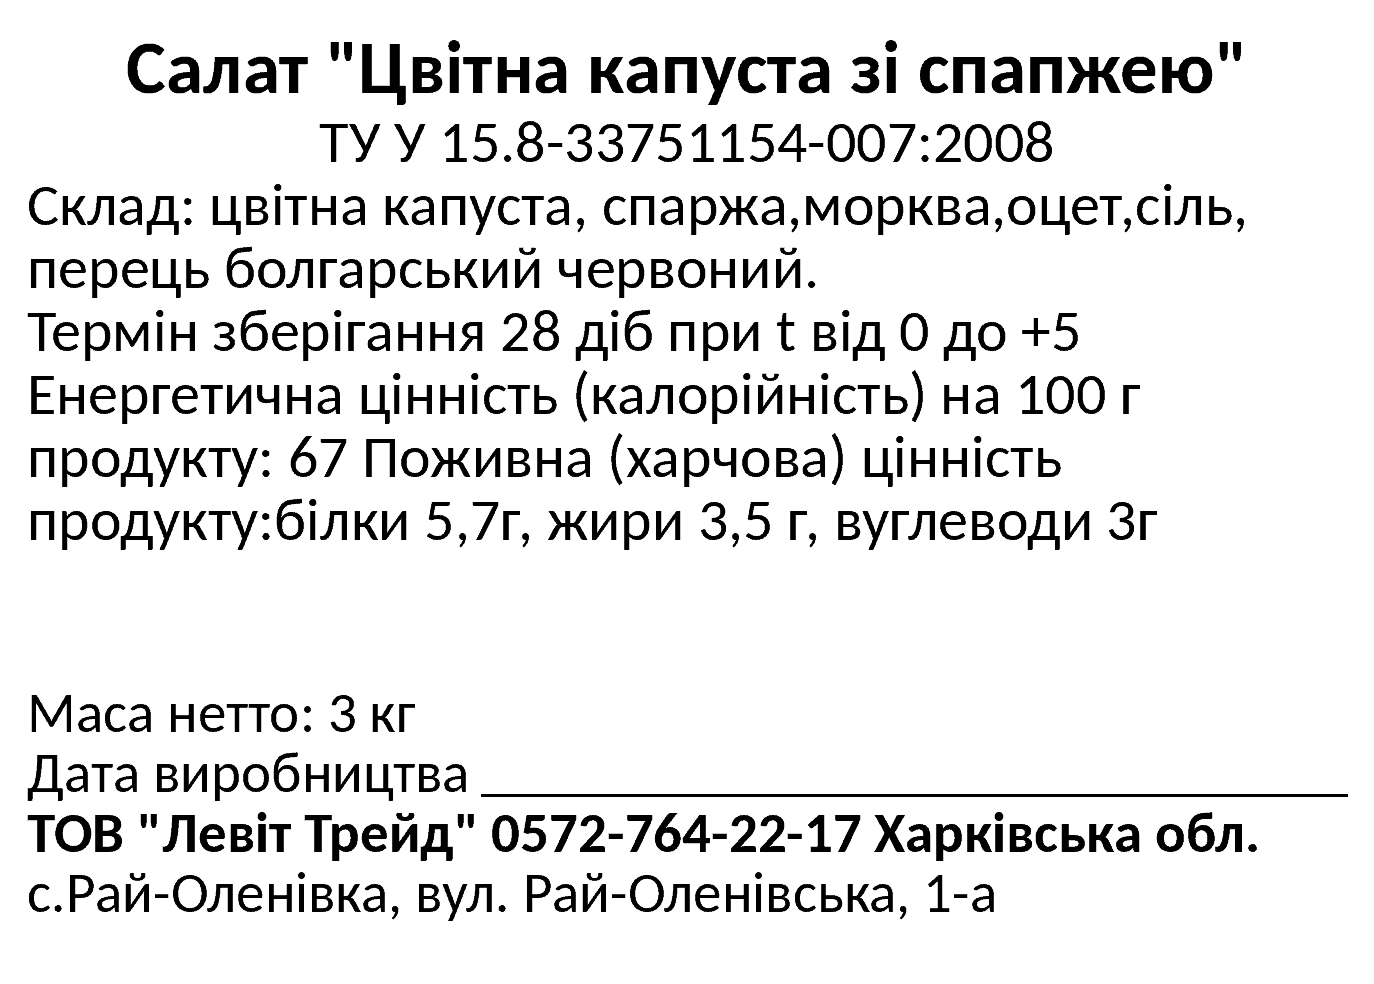 Салат "Цвітна капуста зі спапжею"
ТУ У 15.8-33751154-007:2008
Склад: цвітна капуста, спаржа,морква,оцет,сіль,
перець болгарський червоний.
Термін зберігання 28 діб при t від 0 до +5
Енергетична цінність (калорійність) на 100 г
продукту: 67 Поживна (харчова) цінність
продукту:білки 5,7г, жири 3,5 г, вуглеводи 3г
Маса нетто: 3 кг
Дата виробництва
ТОВ "Левіт Трейд" 0572-764-22-17 Харківська обл.
с.Рай-Оленівка, вул. Рай-Оленівська, 1-а